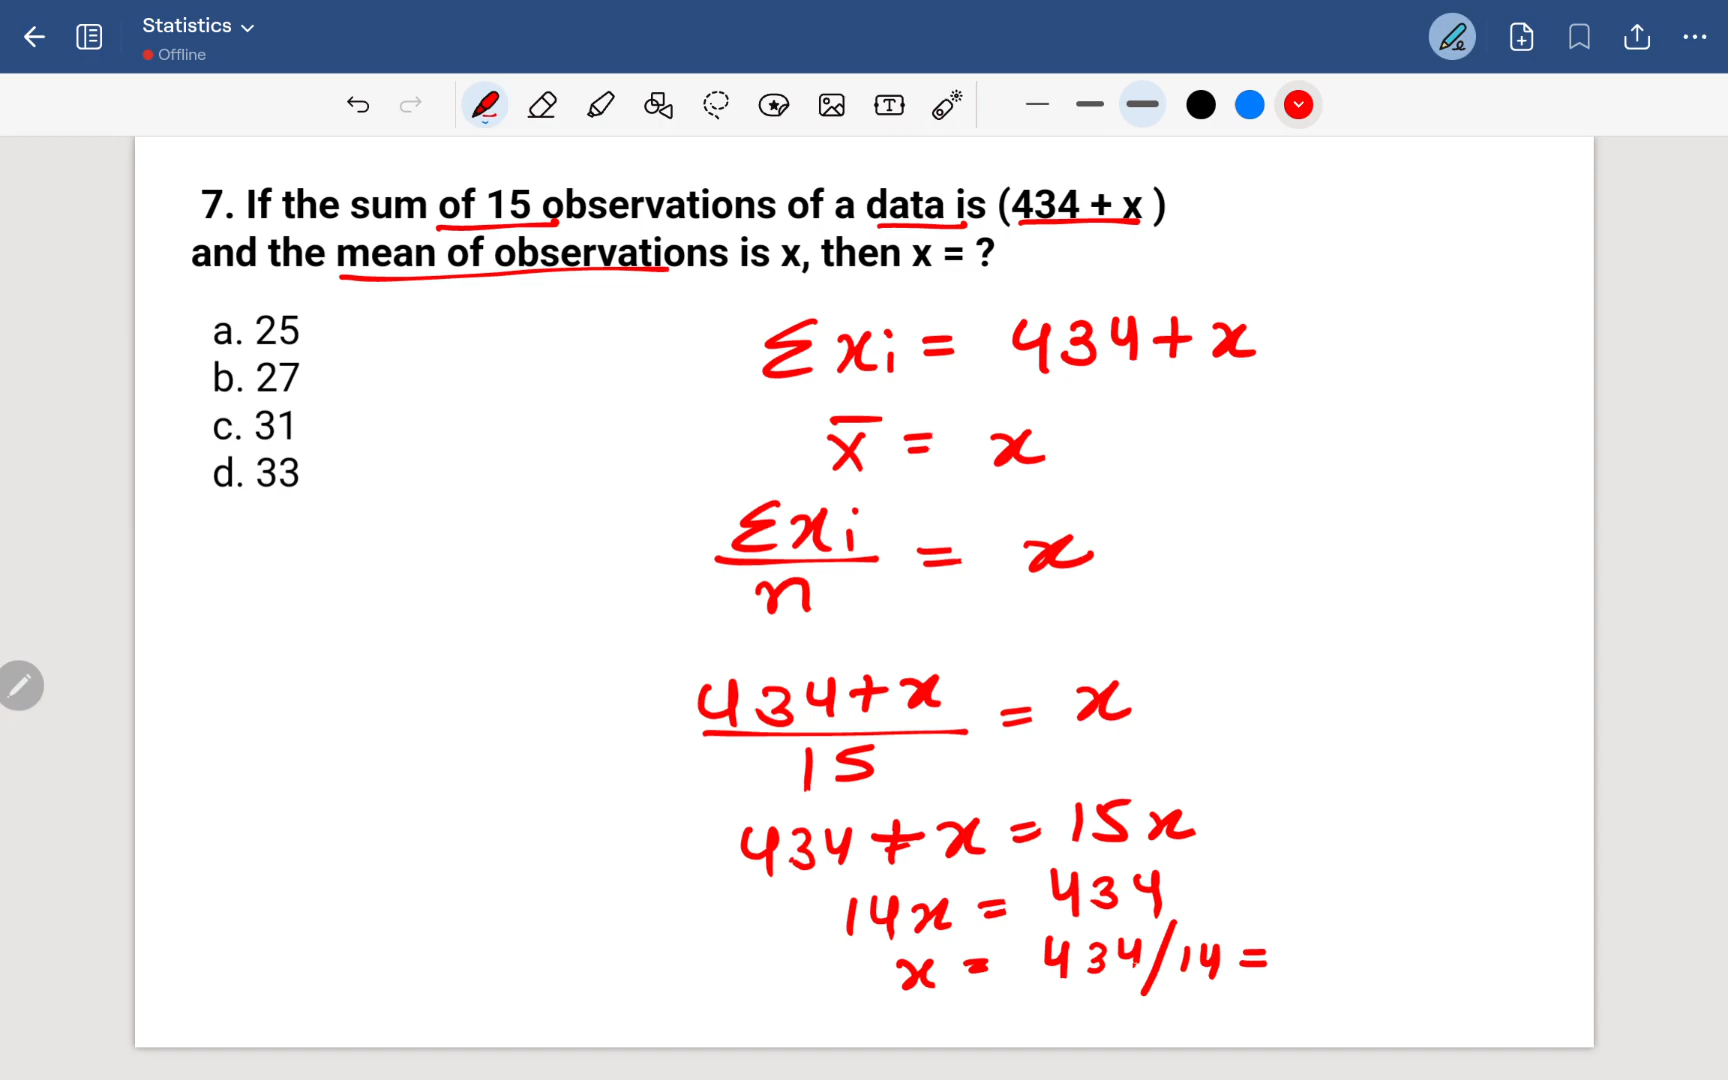 Statistics
Offline
7. If the sum of 15 observations of a data is (434 + x )
and the mean of observations is x, then x = ?
a. 25
b. 27
c. 31
d. 33
Σxi = 434+x
x̅ = x
Σxi/n = x
434+x/15 = x
434+x = 15x
14x = 434
x = 434/14 =